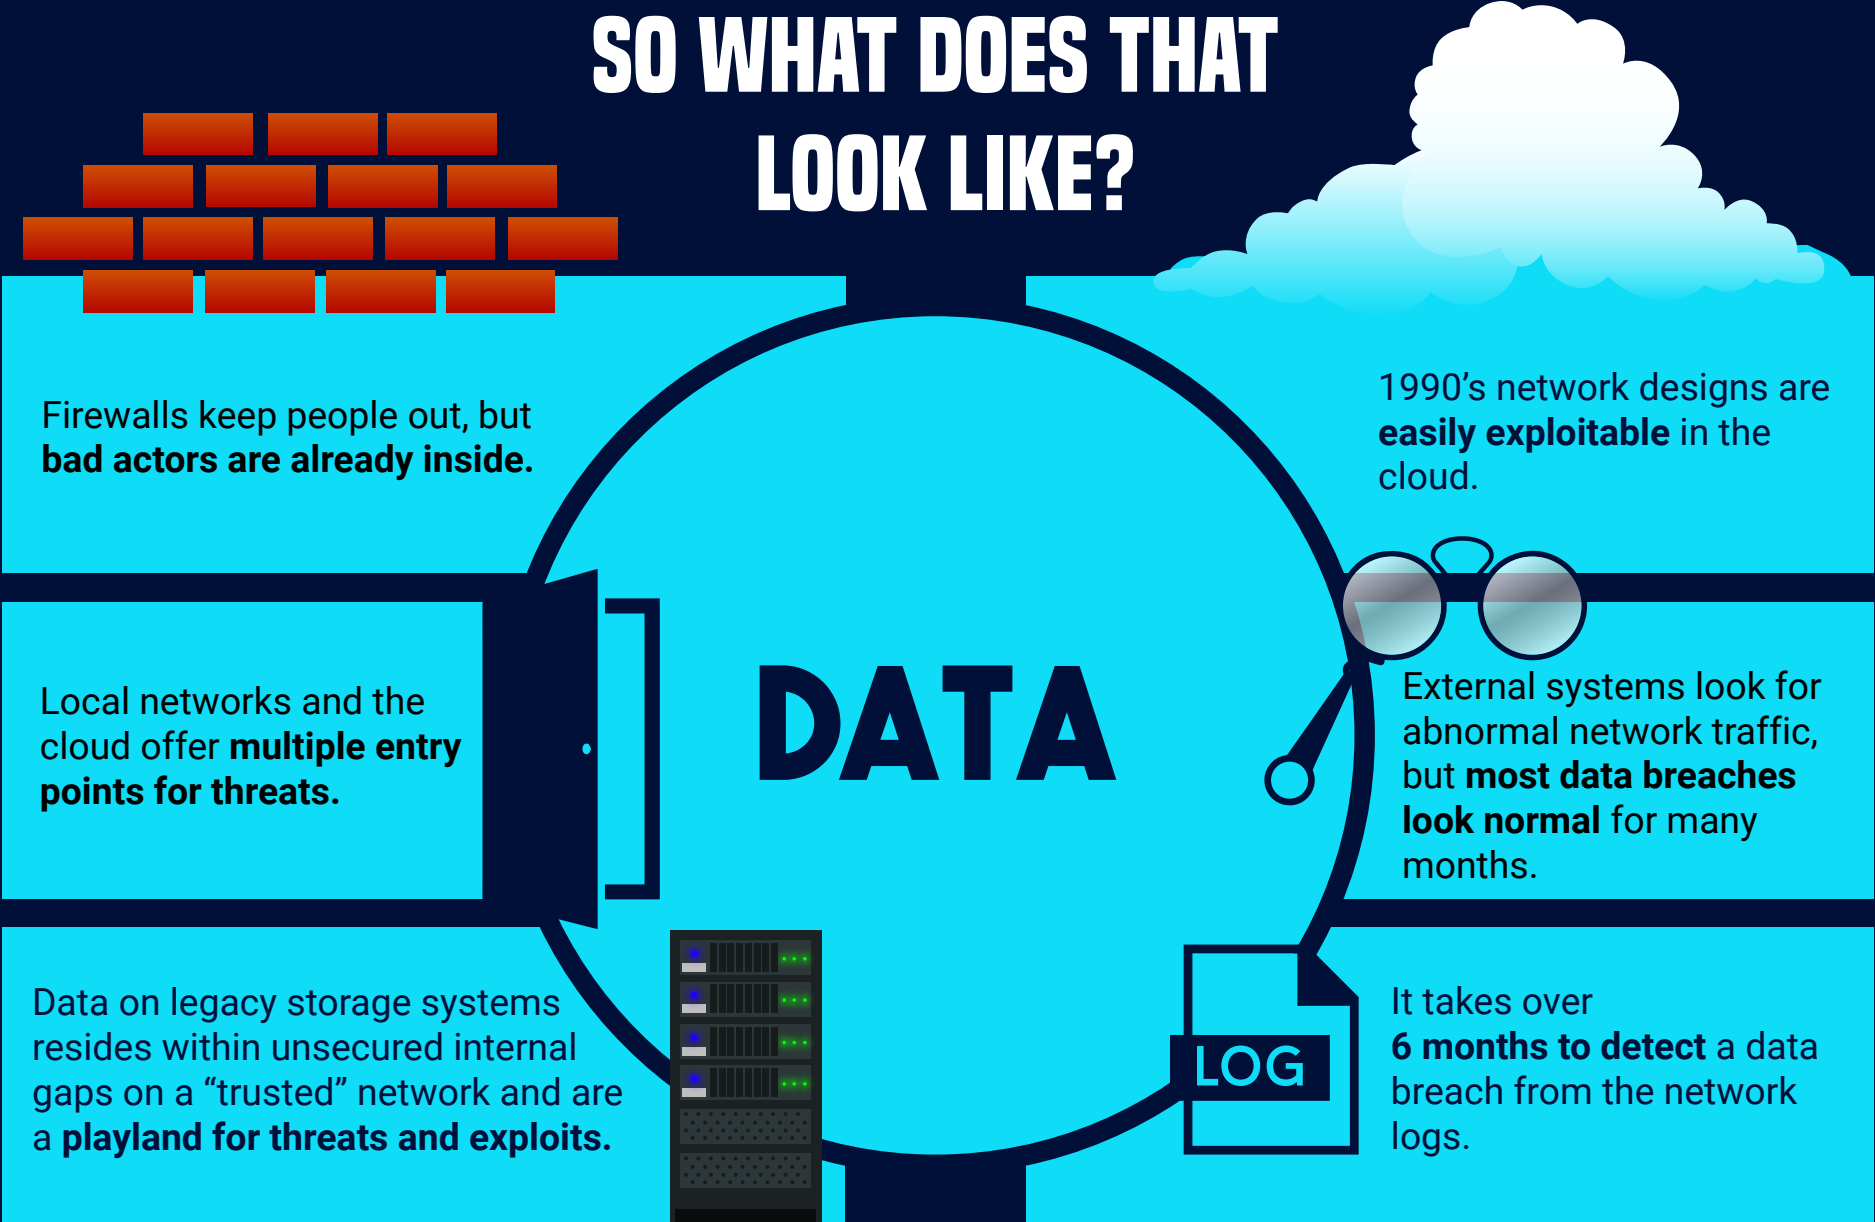 SO WHAT DOES THAT
LOOK LIKE?
Firewalls keep people out, but
bad actors are already inside.
1990’s network designs are
easily exploitable in the
cloud.
Local networks and the
cloud offer multiple entry
points for threats.
DATA
External systems look for
abnormal network traffic,
but most data breaches
look normal for many
months.
Data on legacy storage systems
resides within unsecured internal
gaps on a “trusted” network and are
a playland for threats and exploits.
LOG
It takes over
6 months to detect a data
breach from the network
logs.